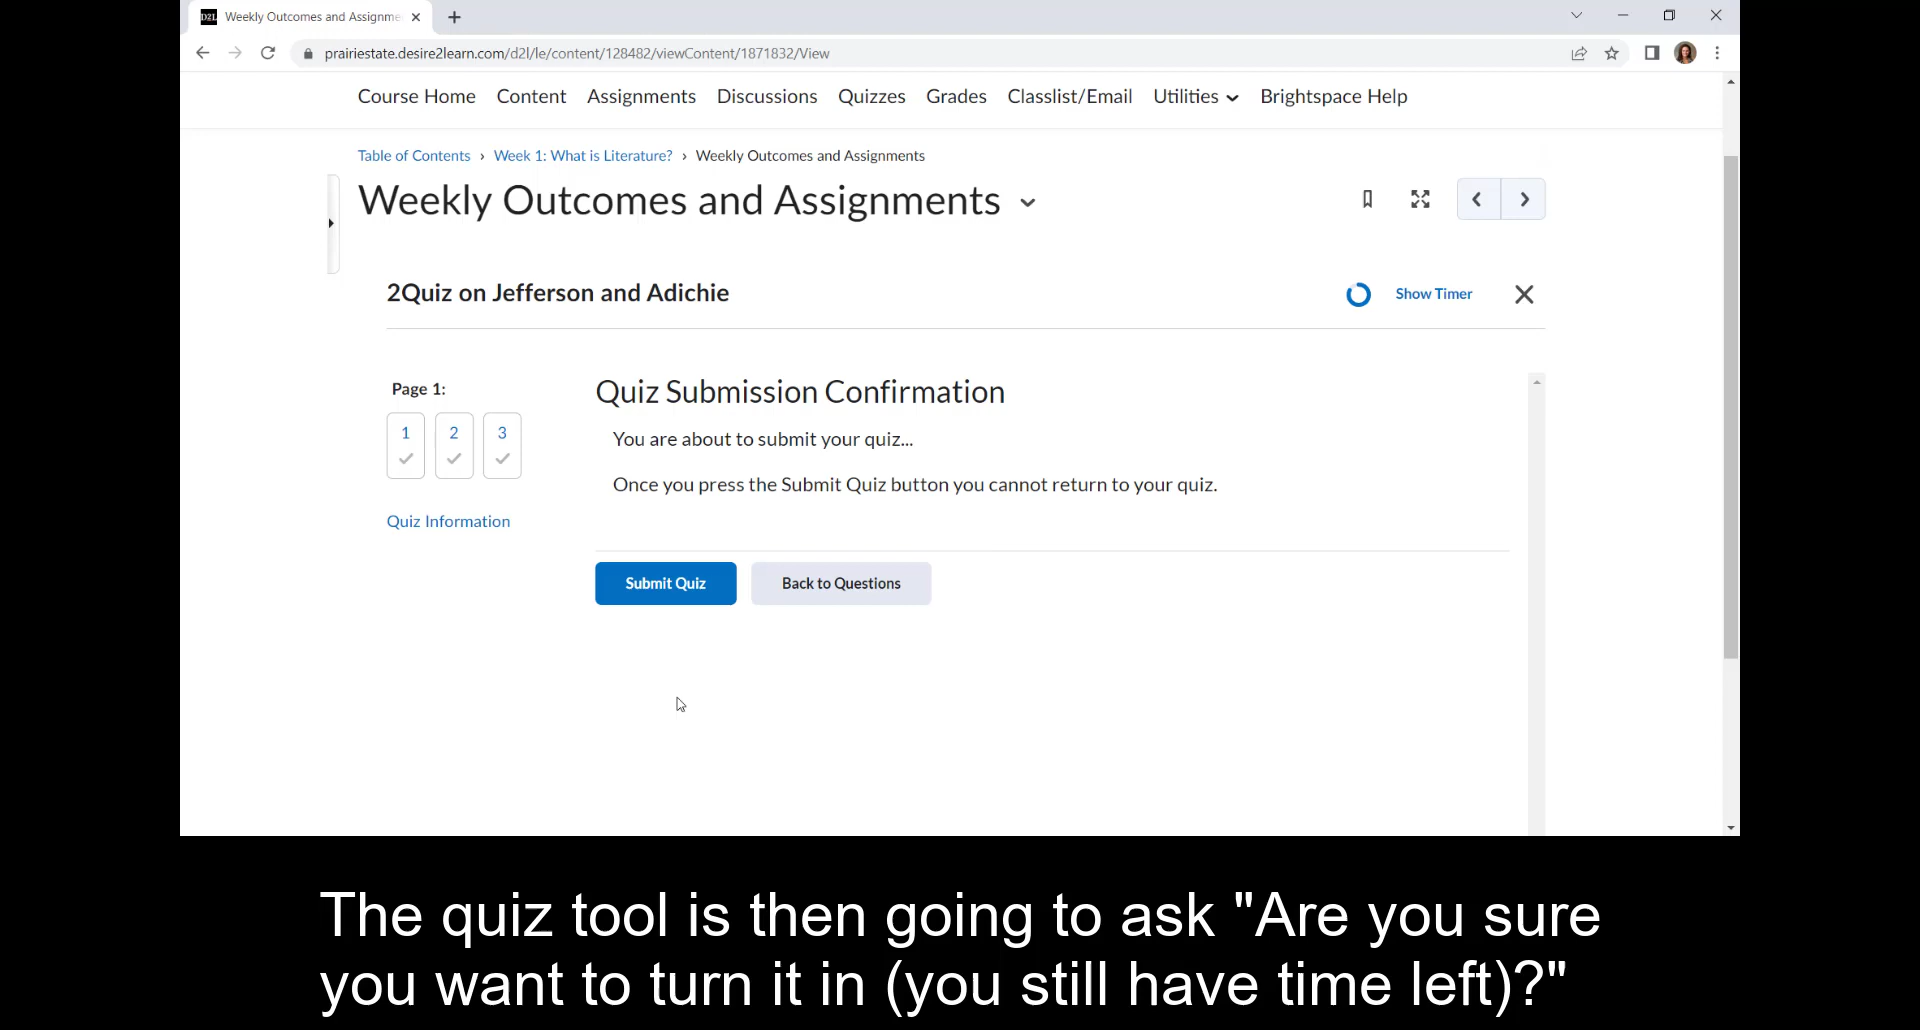 D2L Weekly Outcomes and Assignme
prairiestate.desire2learn.com/d2l/le/content/128482/viewContent/1871832/View
Course Home Content Assignments Discussions Quizzes Grades Classlist/Email Utilities Brightspace Help
Table of Contents › Week 1: What is Literature? › Weekly Outcomes and Assignments
Weekly Outcomes and Assignments
2Quiz on Jefferson and Adichie Show Timer
Page 1:
1 2 3
Quiz Information
Quiz Submission Confirmation
You are about to submit your quiz...
Once you press the Submit Quiz button you cannot return to your quiz.
Submit Quiz Back to Questions
The quiz tool is then going to ask "Are you sure
you want to turn it in (you still have time left)?"